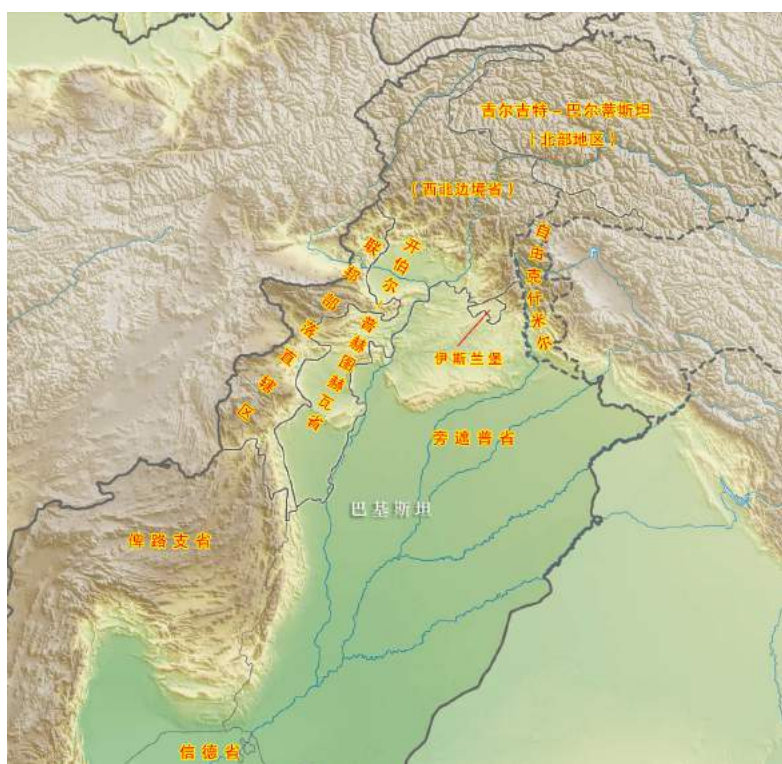 吉尔吉特－巴尔蒂斯坦
（北部地区）
（西北边境省）
自由克什米尔
开伯尔－普赫图赫瓦省
联邦部落直辖区
伊斯兰堡
旁遮普省
巴基斯坦
俾路支省
信德省